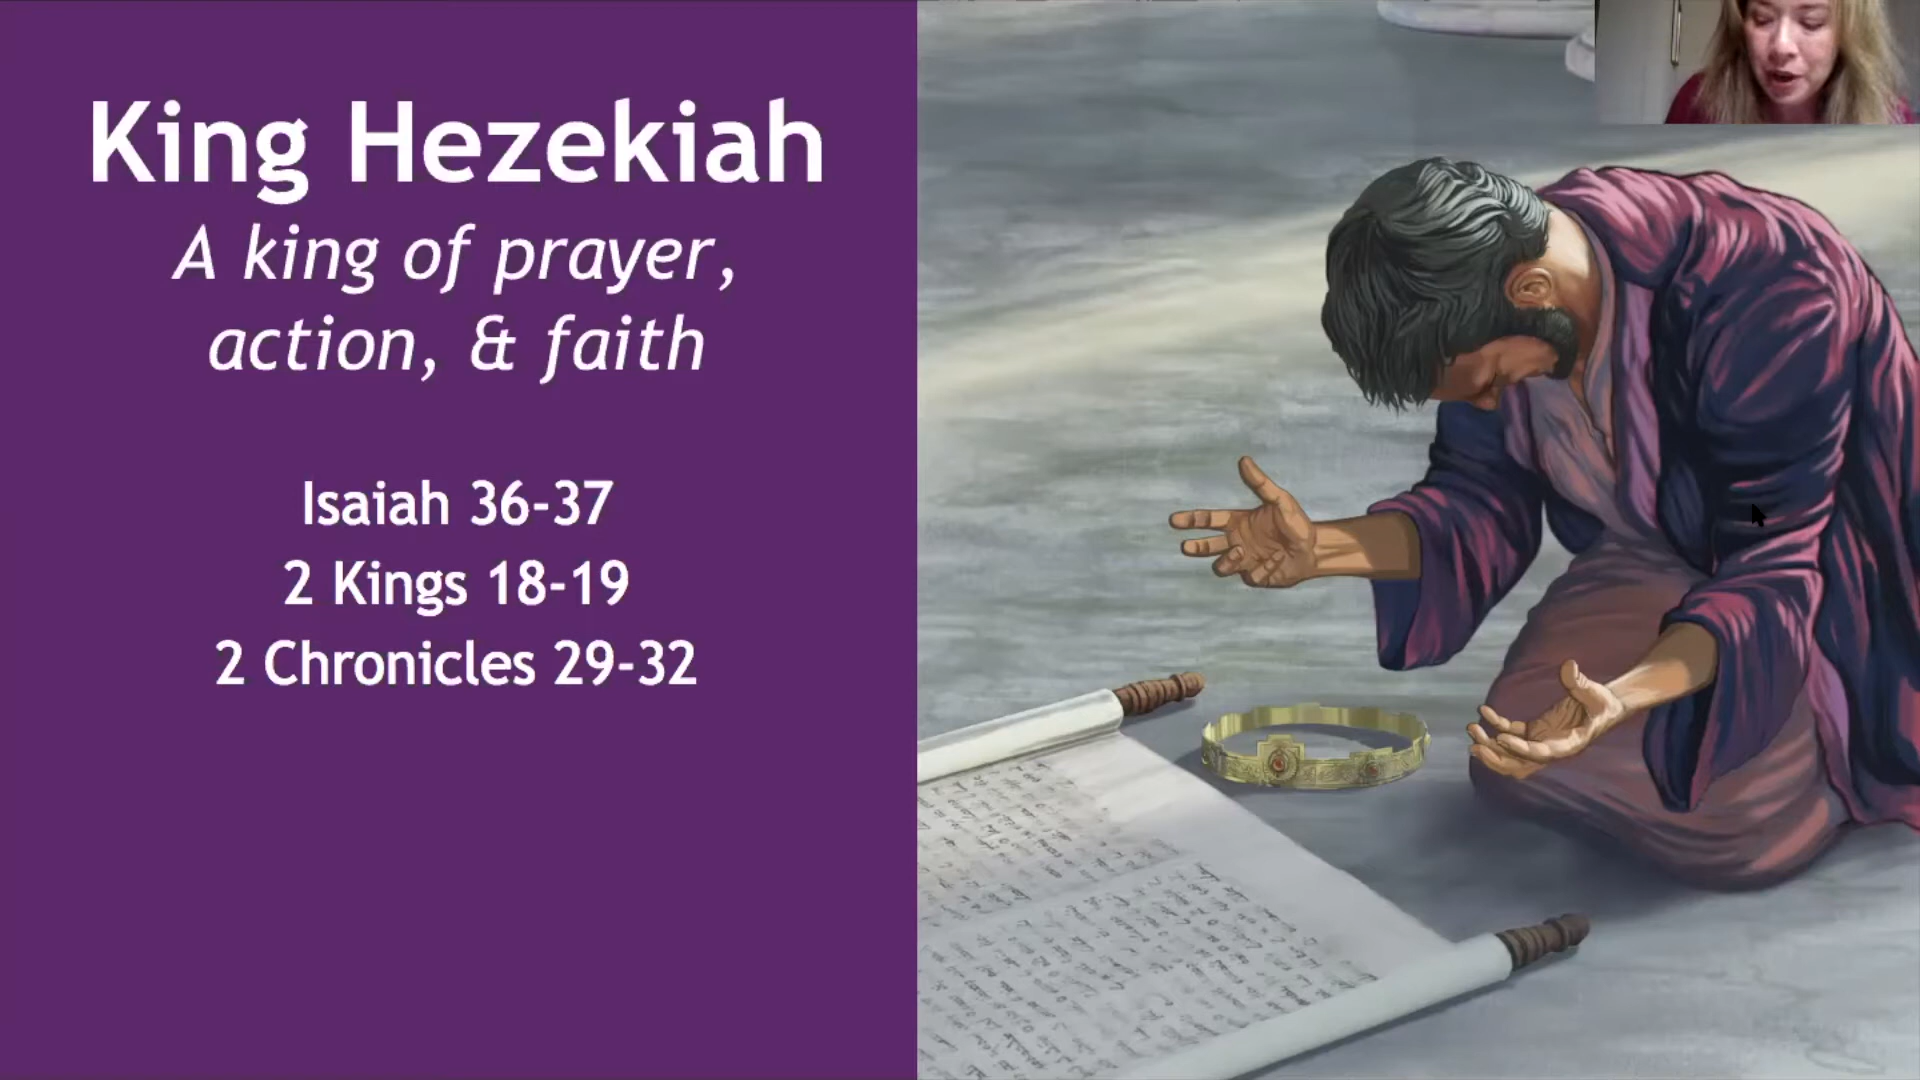 King Hezekiah
A king of prayer,
action, & faith
Isaiah 36-37
2 Kings 18-19
2 Chronicles 29-32